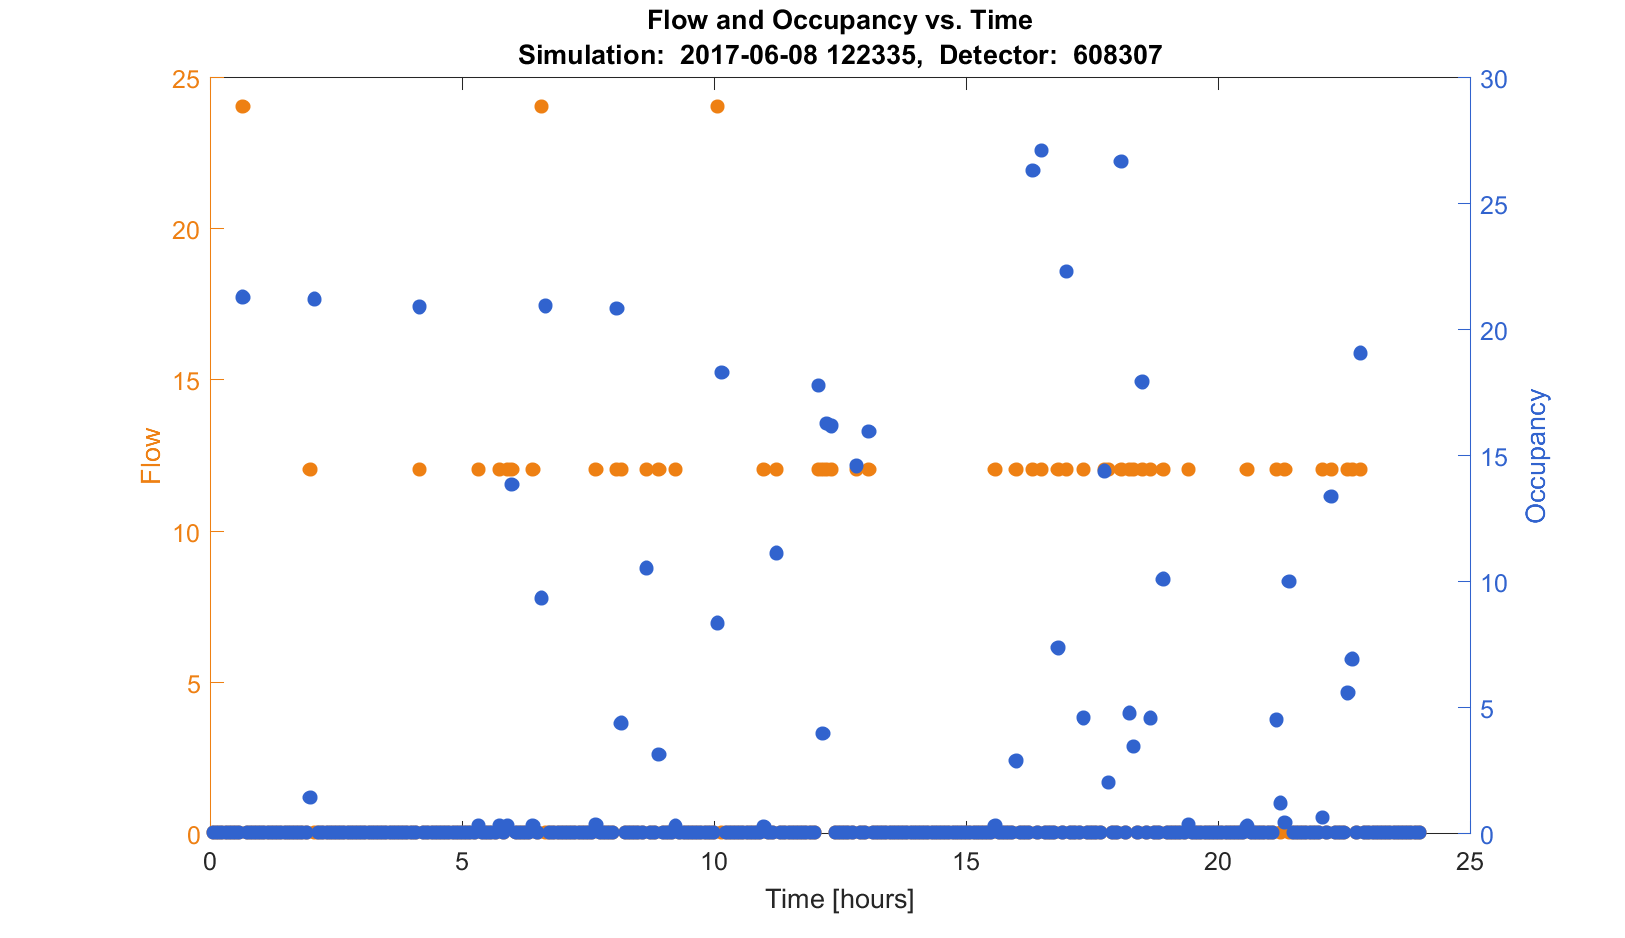 Flow and Occupancy vs. Time
Simulation:  2017-06-08 122335,  Detector:  608307
25
20
15
10
5
0
Flow
30
25
20
15
10
5
0
Occupancy
0 5 10 15 20 25
Time [hours]